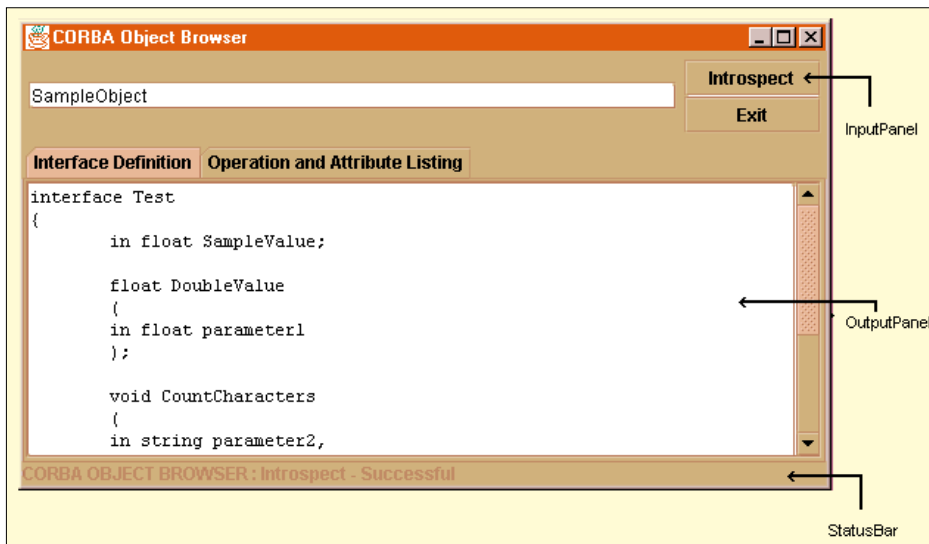 CORBA Object Browser
SampleObject
Introspect
Exit
InputPanel
Interface Definition
Operation and Attribute Listing
interface Test
{
in float SampleValue;
float DoubleValue
(
in float parameter1
);
void CountCharacters
(
in string parameter2,
OutputPanel
CORBA OBJECT BROWSER : Introspect - Successful
StatusBar